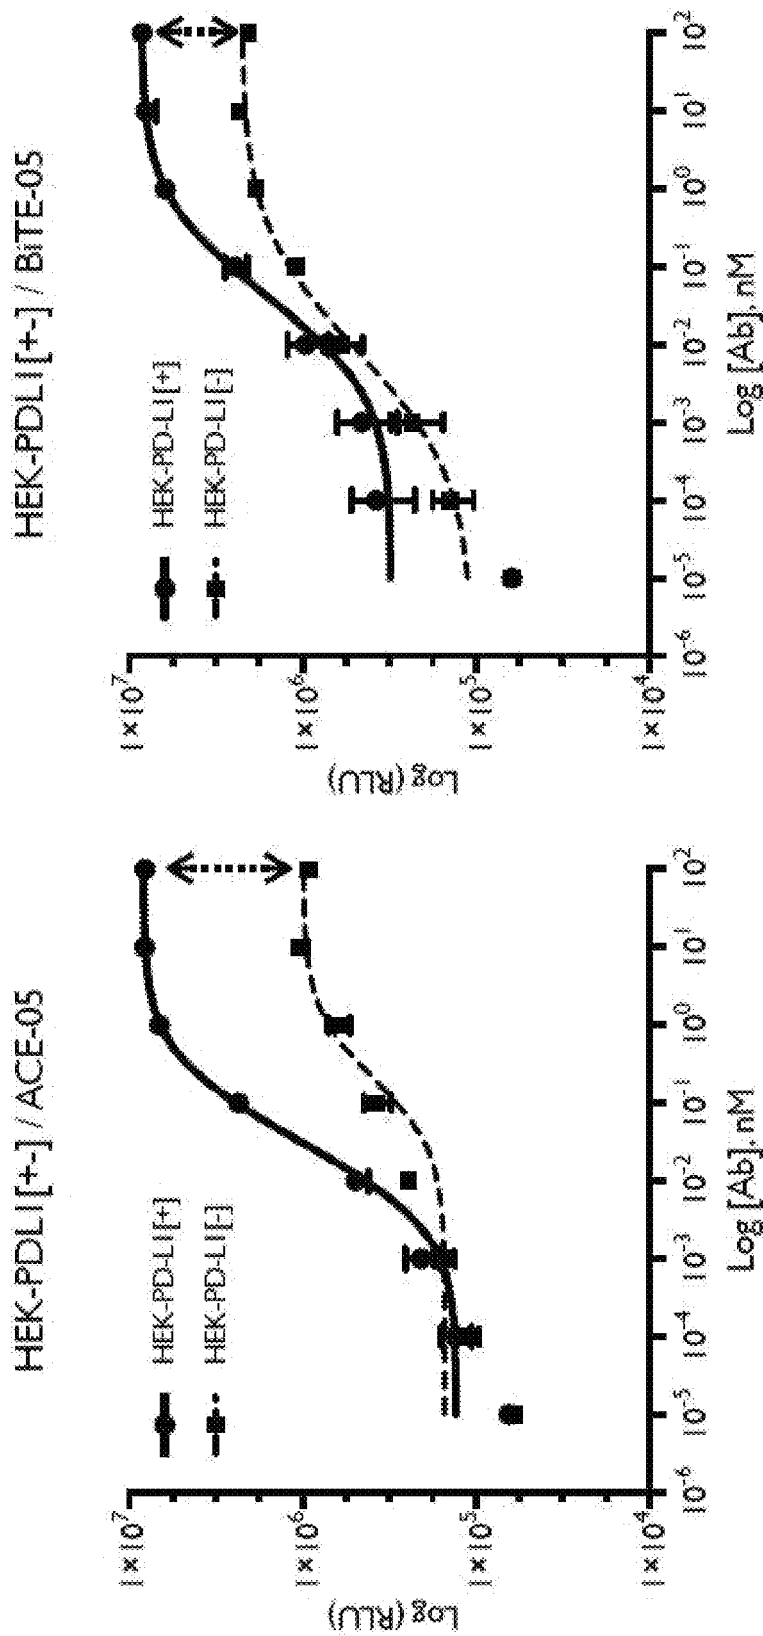 HEK-PDL1[+-] / ACE-05
HEK-PD-L1[+]
HEK-PD-L1[-]
Log (RLU)
1×10⁷
1×10⁶
1×10⁵
1×10⁴
10⁻⁶ 10⁻⁵ 10⁻⁴ 10⁻³ 10⁻² 10⁻¹ 10⁰ 10¹ 10²
Log [Ab], nM
HEK-PDL1[+-] / BiTE-05
HEK-PD-L1[+]
HEK-PD-L1[-]
Log (RLU)
1×10⁷
1×10⁶
1×10⁵
1×10⁴
10⁻⁶ 10⁻⁵ 10⁻⁴ 10⁻³ 10⁻² 10⁻¹ 10⁰ 10¹ 10²
Log [Ab], nM